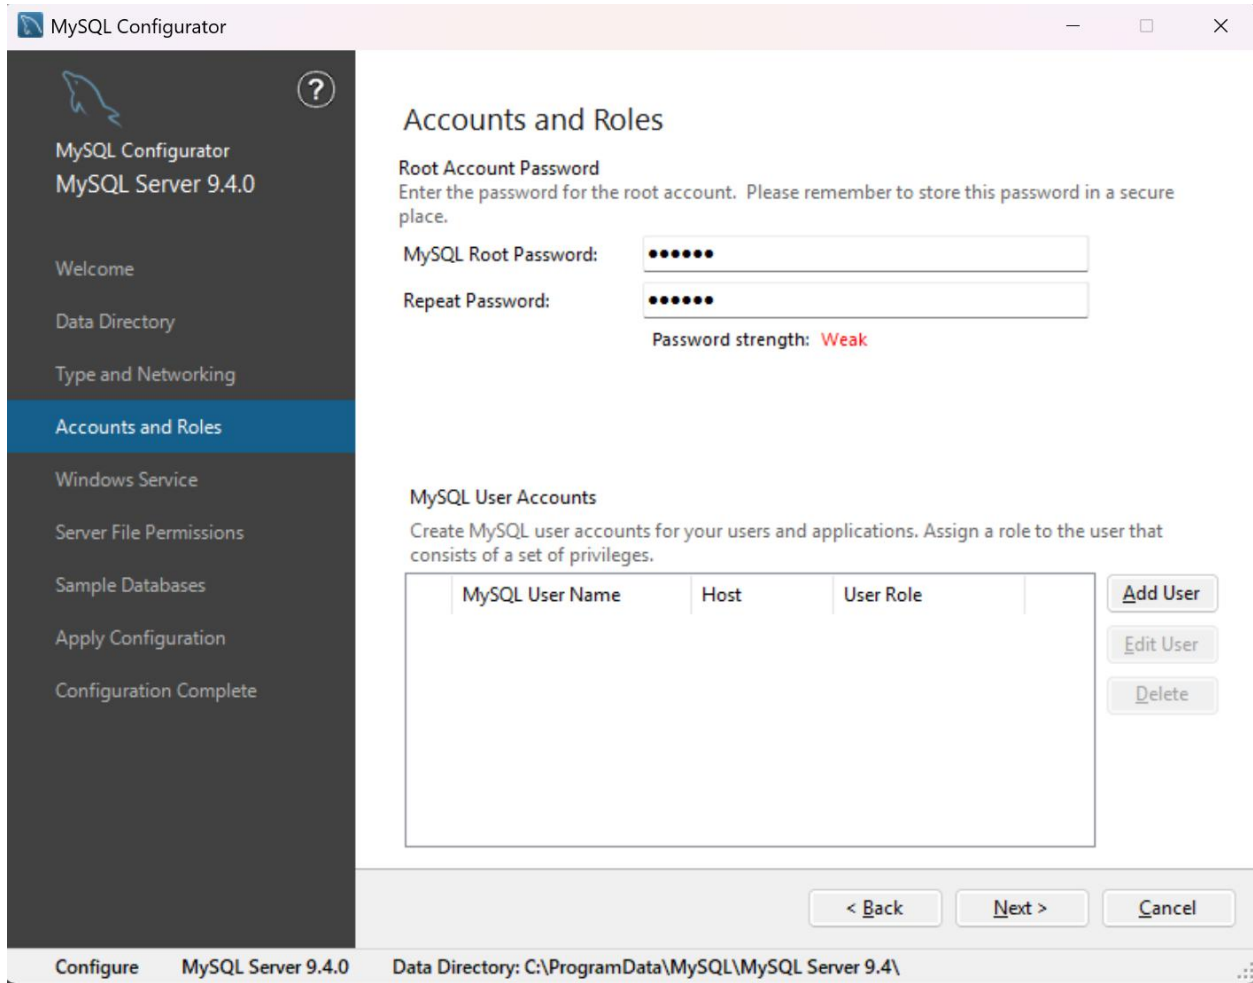 MySQL Configurator
?
MySQL Configurator
MySQL Server 9.4.0
Welcome
Data Directory
Type and Networking
Accounts and Roles
Windows Service
Server File Permissions
Sample Databases
Apply Configuration
Configuration Complete
Accounts and Roles
Root Account Password
Enter the password for the root account.  Please remember to store this password in a secure
place.
MySQL Root Password: ●●●●●●
Repeat Password: ●●●●●●
Password strength: Weak
MySQL User Accounts
Create MySQL user accounts for your users and applications. Assign a role to the user that
consists of a set of privileges.
MySQL User Name Host User Role
Add User
Edit User
Delete
< Back Next > Cancel
Configure MySQL Server 9.4.0 Data Directory: C:\ProgramData\MySQL\MySQL Server 9.4\